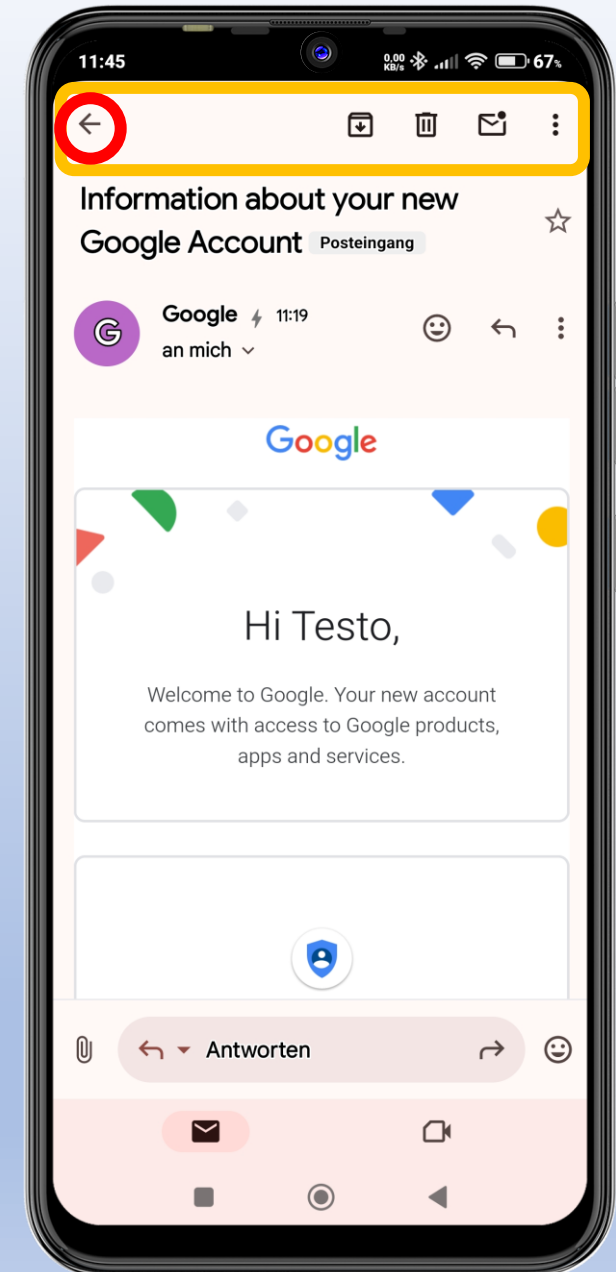 11:45
0,00 KB/s
67%
Information about your new
Google Account Posteingang
G
Google 11:19
an mich
Google
Hi Testo,
Welcome to Google. Your new account
comes with access to Google products,
apps and services.
Antworten